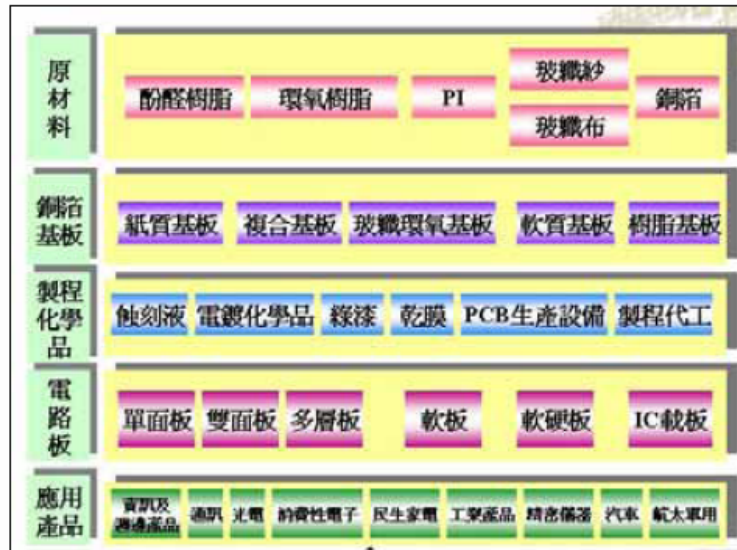 原材料
酚醛樹脂 環氧樹脂 PI 玻纖紗 玻纖布 銅箔
銅箔基板
紙質基板 複合基板 玻纖環氧基板 軟質基板 樹脂基板
製程化學品
蝕刻液 電鍍化學品 綠漆 乾膜 PCB生產設備 製程代工
電路板
單面板 雙面板 多層板 軟板 軟硬板 IC載板
應用產品
資訊及週邊產品 通訊 光電 消費性電子 民生家電 工業產品 精密儀器 汽車 航太軍用